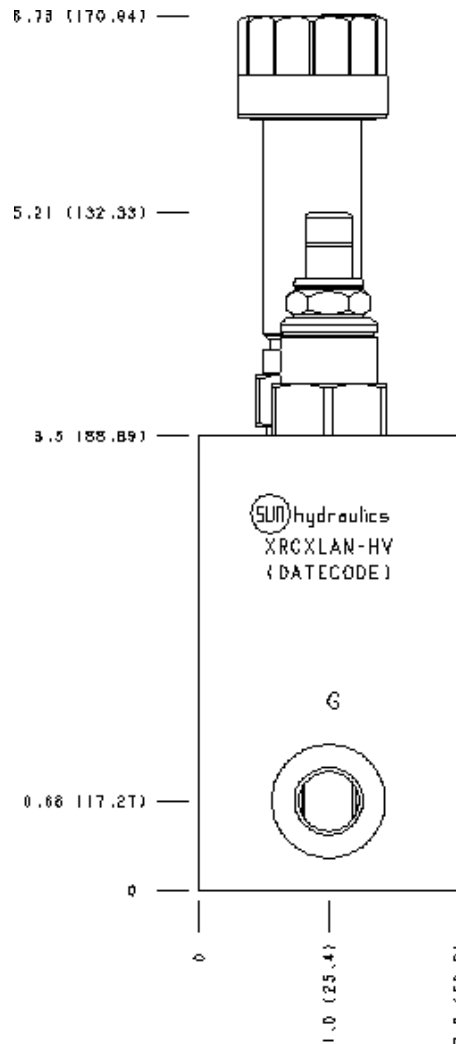 6.73 (170.94)
5.21 (132.33)
3.5 (88.89)
SUN hydraulics
XRCXLAN-HV
(DATECODE)
G
0.68 (17.27)
0
0
1.0 (25.4)